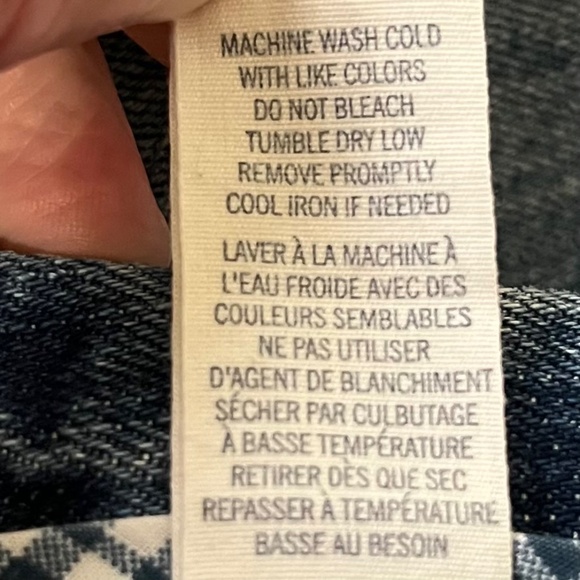 MACHINE WASH COLD
WITH LIKE COLORS
DO NOT BLEACH
TUMBLE DRY LOW
REMOVE PROMPTLY
COOL IRON IF NEEDED
LAVER À LA MACHINE À
L'EAU FROIDE AVEC DES
COULEURS SEMBLABLES
NE PAS UTILISER
D'AGENT DE BLANCHIMENT
SÉCHER PAR CULBUTAGE
À BASSE TEMPÉRATURE
RETIRER DÈS QUE SEC
REPASSER À TEMPÉRATURE
BASSE AU BESOIN